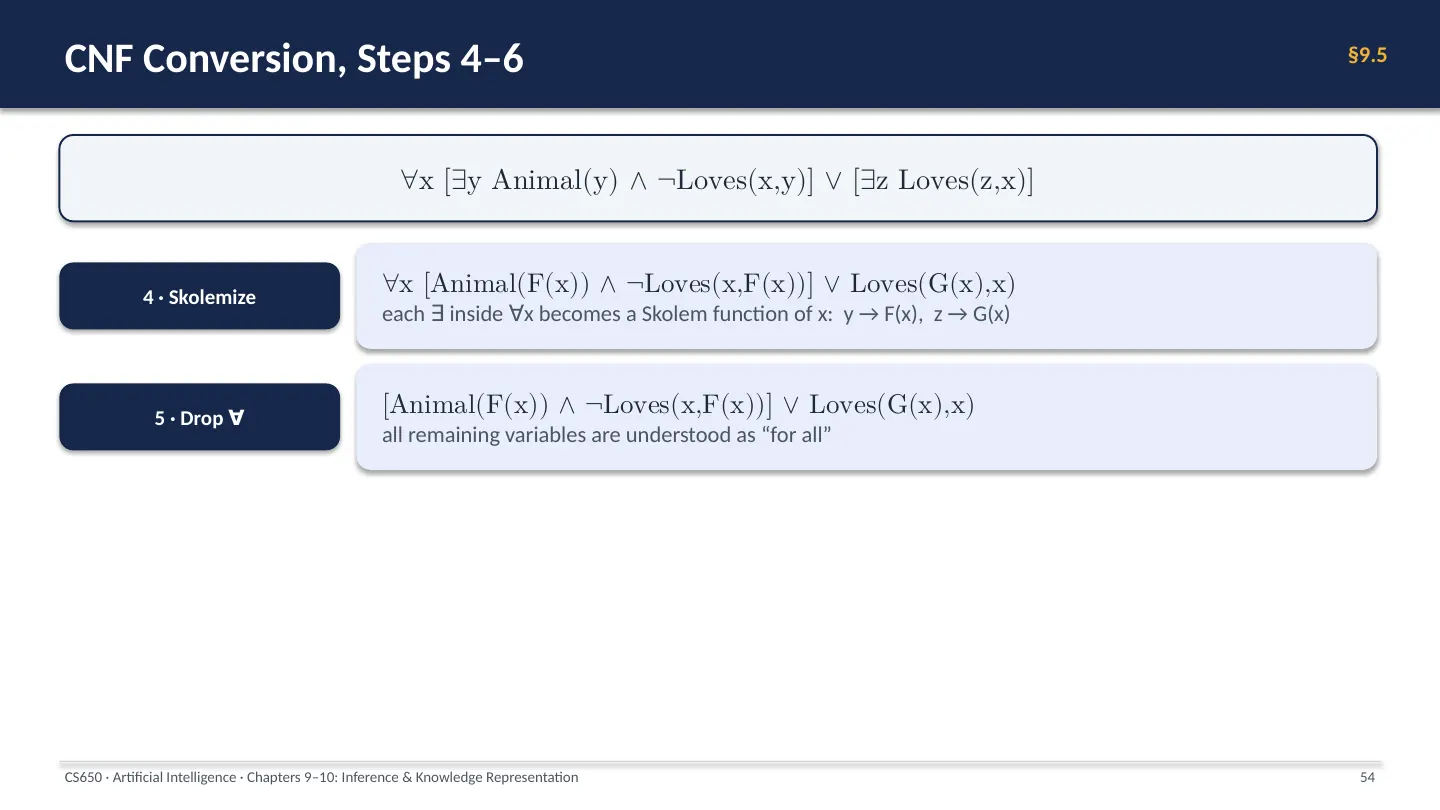 CNF Conversion, Steps 4–6
§9.5
∀x [∃y Animal(y) ∧ ¬Loves(x,y)] ∨ [∃z Loves(z,x)]
4 · Skolemize
∀x [Animal(F(x)) ∧ ¬Loves(x,F(x))] ∨ Loves(G(x),x)
each ∃ inside ∀x becomes a Skolem function of x: y → F(x), z → G(x)
5 · Drop ∀
[Animal(F(x)) ∧ ¬Loves(x,F(x))] ∨ Loves(G(x),x)
all remaining variables are understood as “for all”
CS650 · Artificial Intelligence · Chapters 9–10: Inference & Knowledge Representation
54